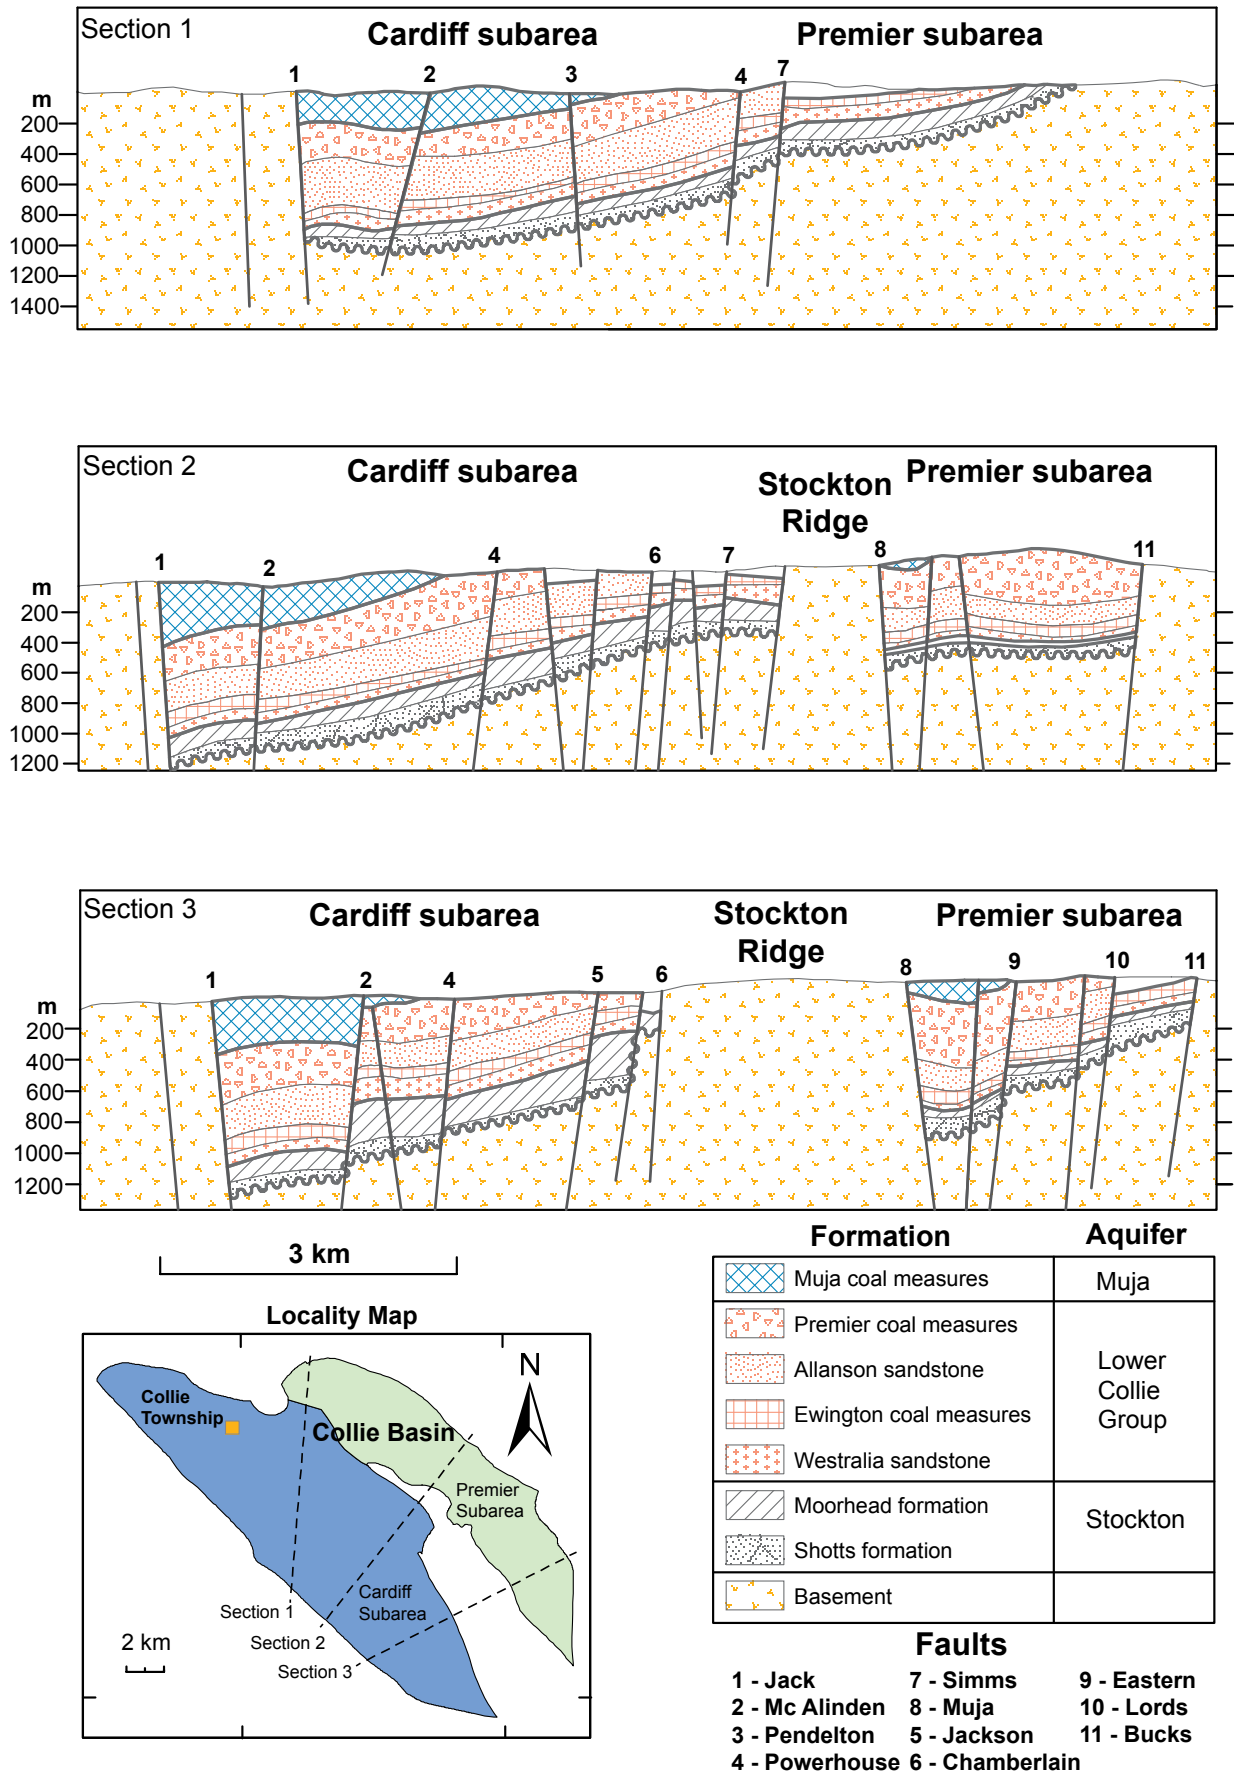 Section 1
Cardiff subarea
Premier subarea
1 2 3 4 7
m
200
400
600
800
1000
1200
1400
Section 2
Cardiff subarea
Stockton
Ridge
Premier subarea
1 2 4 6 7 8 11
m
200
400
600
800
1000
1200
Section 3
Cardiff subarea
Stockton
Ridge
Premier subarea
1 2 4 5 6 8 9 10 11
m
200
400
600
800
1000
1200
3 km
Locality Map
N
Collie
Township
Collie Basin
Premier
Subarea
Cardiff
Subarea
Section 1
Section 2
Section 3
2 km
Formation Aquifer
Muja coal measures Muja
Premier coal measures
Allanson sandstone
Ewington coal measures
Westralia sandstone
Lower
Collie
Group
Moorhead formation
Shotts formation
Stockton
Basement
Faults
1 - Jack 7 - Simms 9 - Eastern
2 - Mc Alinden 8 - Muja 10 - Lords
3 - Pendelton 5 - Jackson 11 - Bucks
4 - Powerhouse 6 - Chamberlain